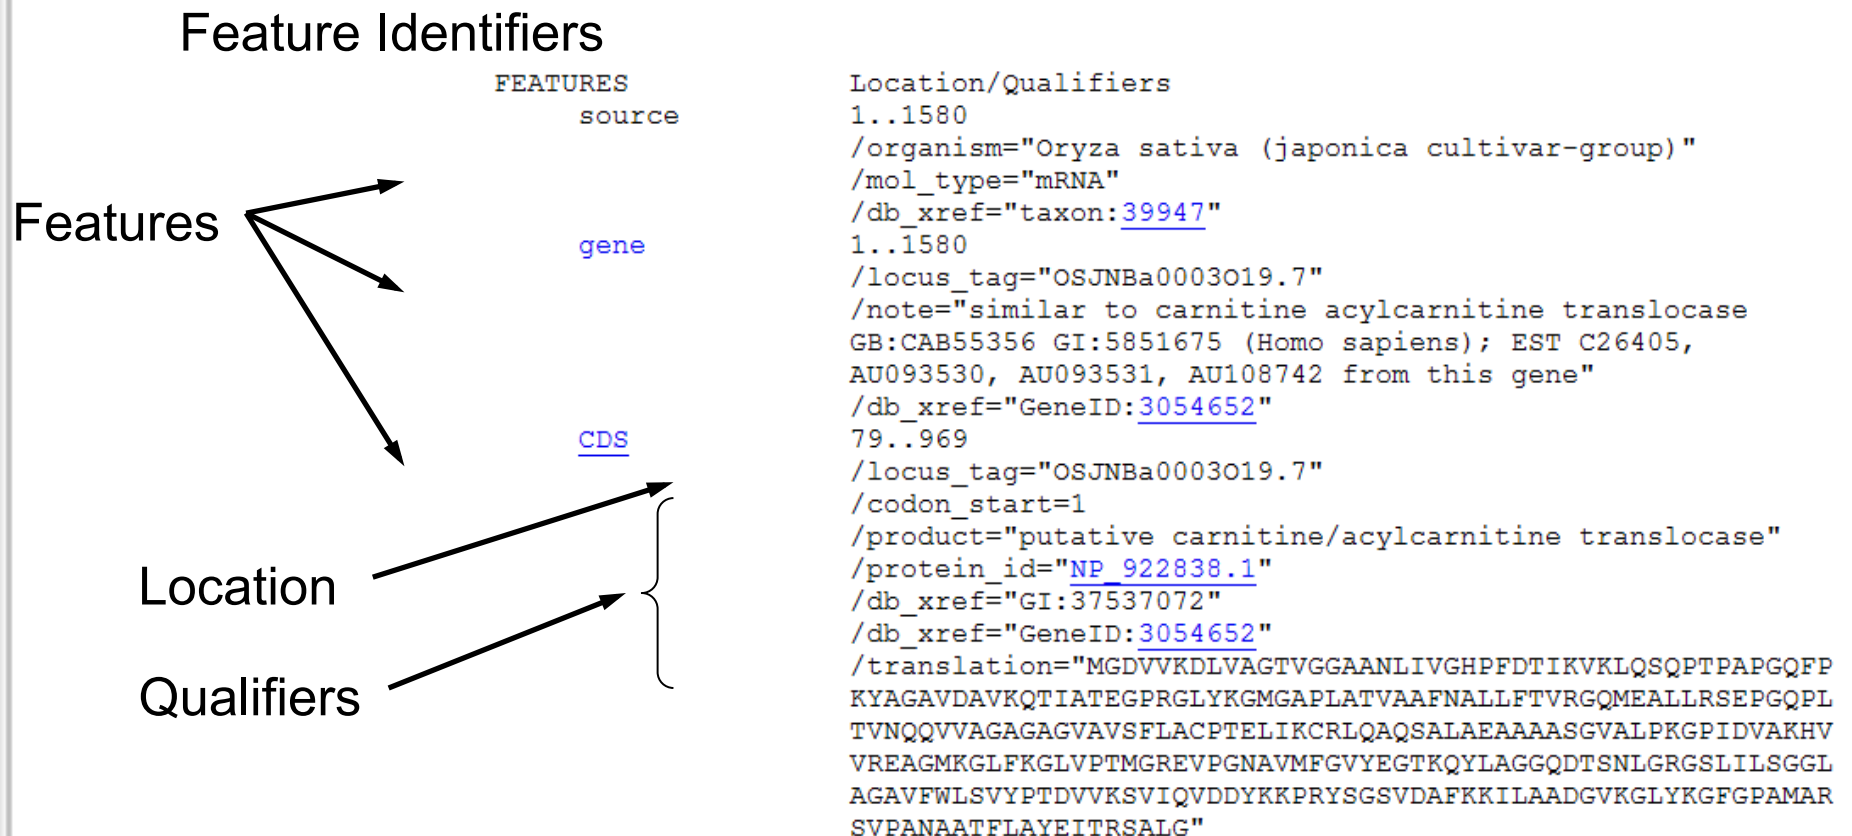 Feature Identifiers
FEATURES Location/Qualifiers
source 1..1580
/organism="Oryza sativa (japonica cultivar-group)"
/mol_type="mRNA"
/db_xref="taxon:39947"
Features
gene 1..1580
/locus_tag="OSJNBa0003O19.7"
/note="similar to carnitine acylcarnitine translocase
GB:CAB55356 GI:5851675 (Homo sapiens); EST C26405,
AU093530, AU093531, AU108742 from this gene"
/db_xref="GeneID:3054652"
CDS 79..969
/locus_tag="OSJNBa0003O19.7"
/codon_start=1
/product="putative carnitine/acylcarnitine translocase"
/protein_id="NP_922838.1"
Location
/db_xref="GI:37537072"
/db_xref="GeneID:3054652"
/translation="MGDVVKDLVAGTVGGAANLIVGHPFDTIKVKLQSQPTPAPGQFP
Qualifiers
KYAGAVDAVKQTIATEGPRGLYKGMGAPLATVAAFNALLFTVRGQMEALLRSEPGQPL
TVNQQVVAGAGAGVAVSFLACPTELIKCRLQAQSALAEAAAASGVALPKGPIDVAKHV
VREAGMKGLFKGLVPTMGREVPGNAVMFGVYEGTKQYLAGGQDTSNLGRGSLILSGGL
AGAVFWLSVYPTDVVKSVIQVDDYKKPRYSGSVDAFKKILAADGVKGLYKGFGPAMAR
SVPANAATFLAYEITRSALG"